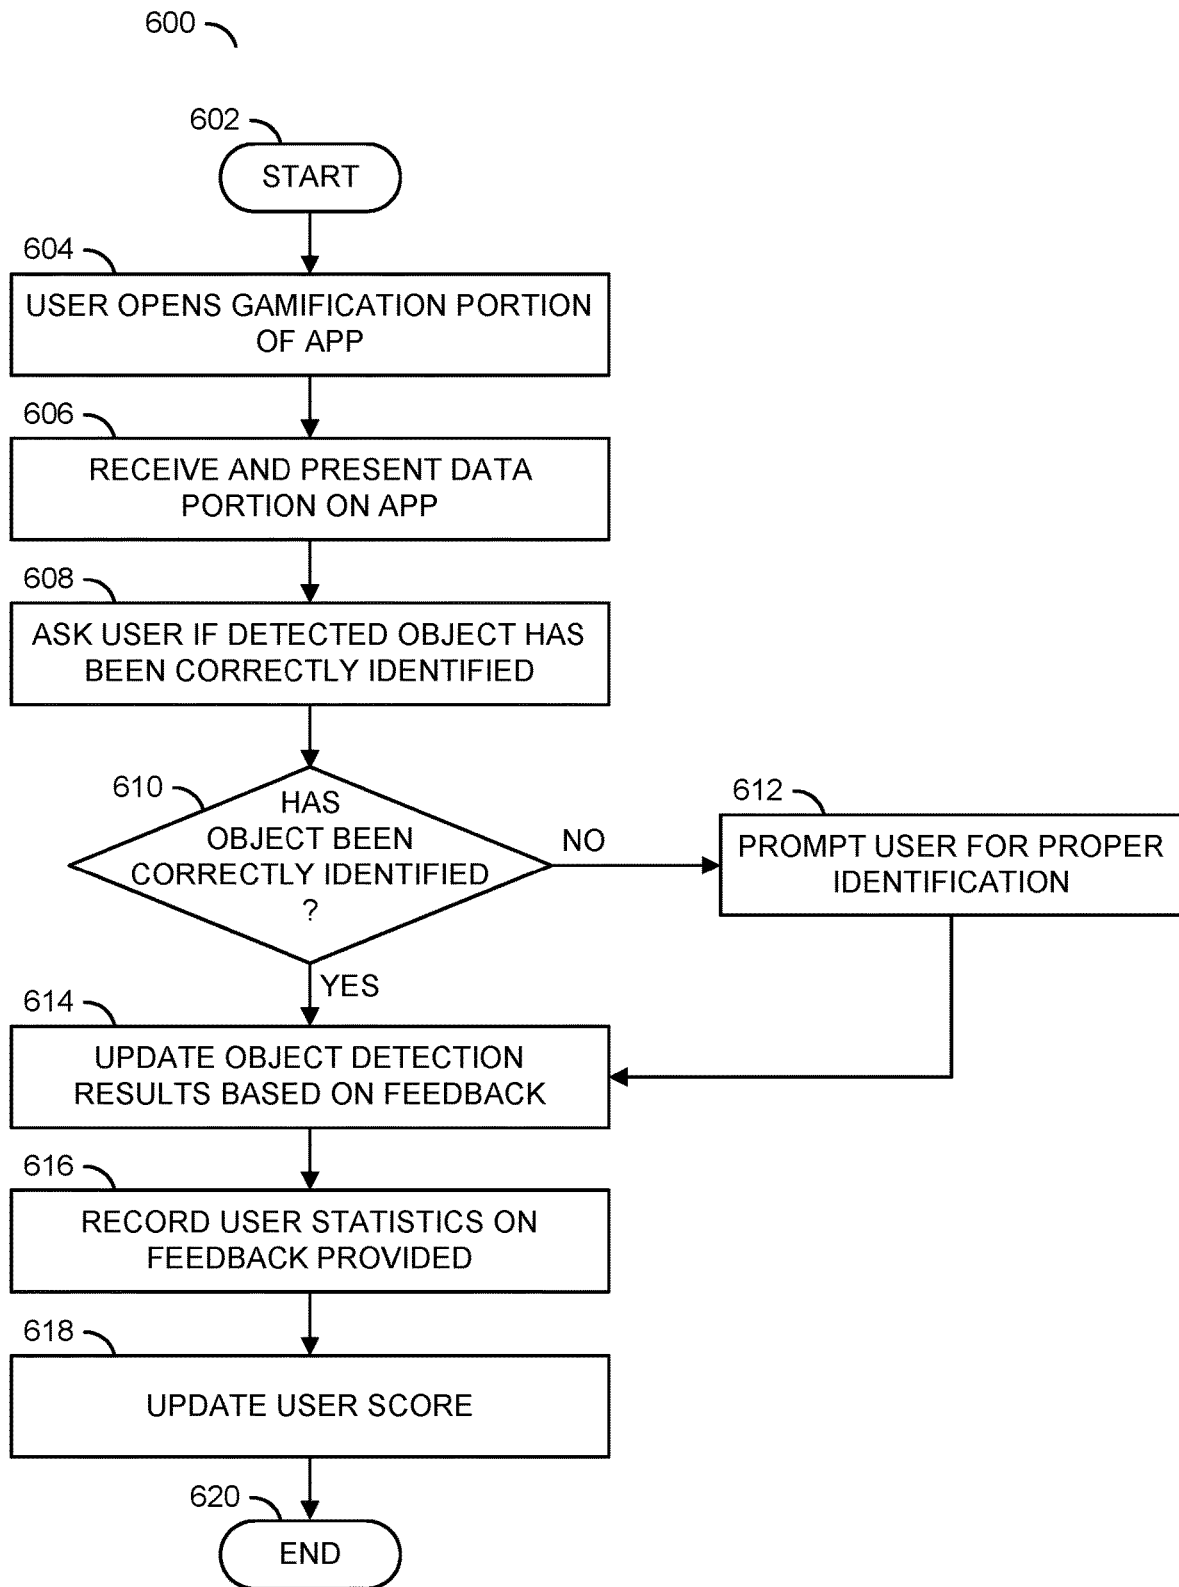 600
602
START
604
USER OPENS GAMIFICATION PORTION
OF APP
606
RECEIVE AND PRESENT DATA
PORTION ON APP
608
ASK USER IF DETECTED OBJECT HAS
BEEN CORRECTLY IDENTIFIED
610
HAS
OBJECT BEEN
CORRECTLY IDENTIFIED
?
NO
612
PROMPT USER FOR PROPER
IDENTIFICATION
YES
614
UPDATE OBJECT DETECTION
RESULTS BASED ON FEEDBACK
616
RECORD USER STATISTICS ON
FEEDBACK PROVIDED
618
UPDATE USER SCORE
620
END